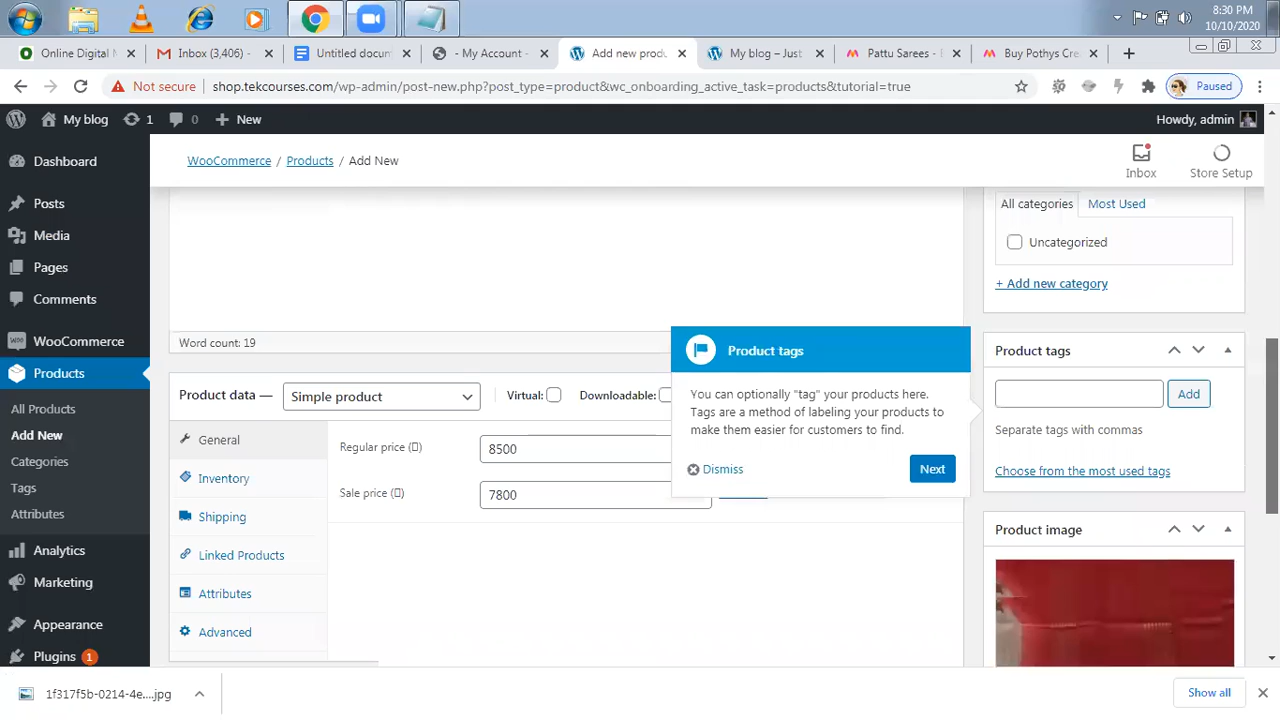 8:30 PM
10/10/2020
Online Digital M
Inbox (3,406) -
Untitled docum
- My Account -
Add new produ
My blog – Just
Pattu Sarees - B
Buy Pothys Cre
Not secure
shop.tekcourses.com/wp-admin/post-new.php?post_type=product&wc_onboarding_active_task=products&tutorial=true
Paused
My blog
1
0
New
Howdy, admin
Dashboard
Posts
Media
Pages
Comments
WooCommerce
Products
All Products
Add New
Categories
Tags
Attributes
Analytics
Marketing
Appearance
Plugins 1
WooCommerce / Products / Add New
Inbox
Store Setup
Word count: 19
Product data —
Simple product
Virtual:
Downloadable:
General
Inventory
Shipping
Linked Products
Attributes
Advanced
Regular price
8500
Sale price
7800
Product tags
You can optionally "tag" your products here.
Tags are a method of labeling your products to
make them easier for customers to find.
Dismiss
Next
All categories
Most Used
Uncategorized
+ Add new category
Product tags
Add
Separate tags with commas
Choose from the most used tags
Product image
1f317f5b-0214-4e....jpg
Show all